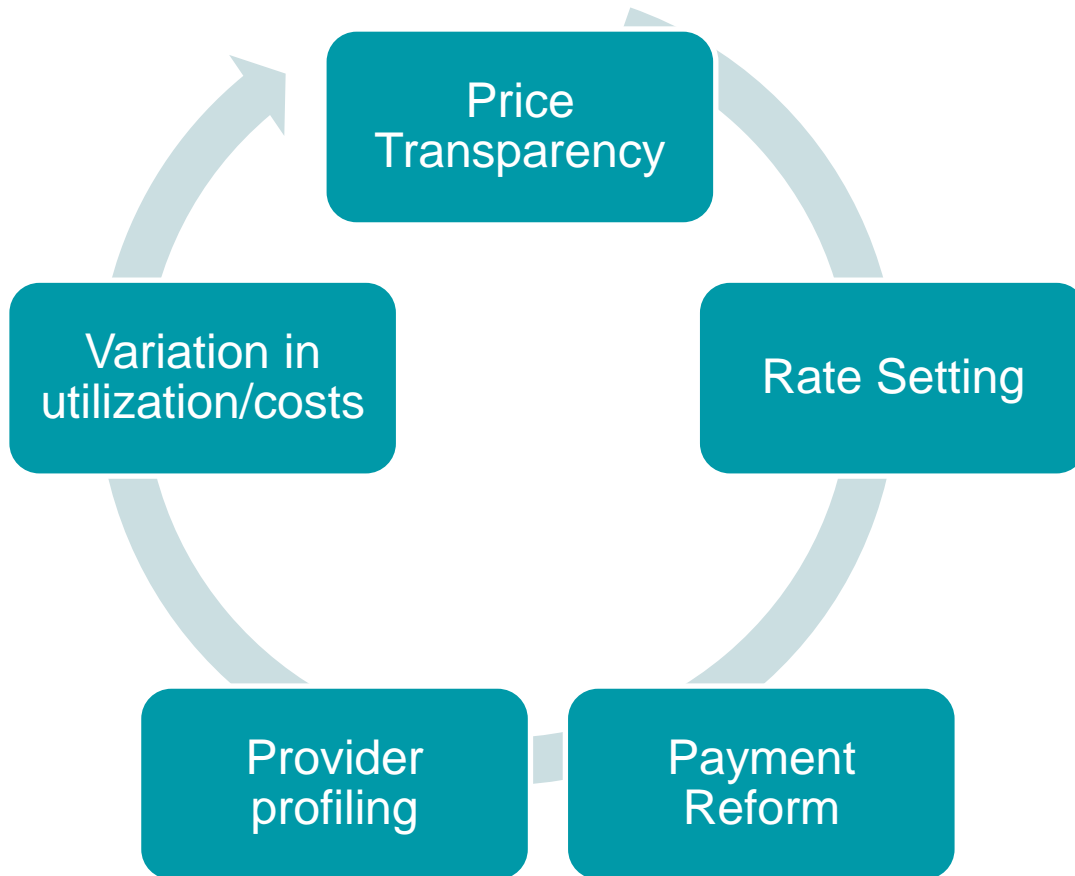 Price
Transparency
Rate Setting
Payment
Reform
Provider
profiling
Variation in
utilization/costs